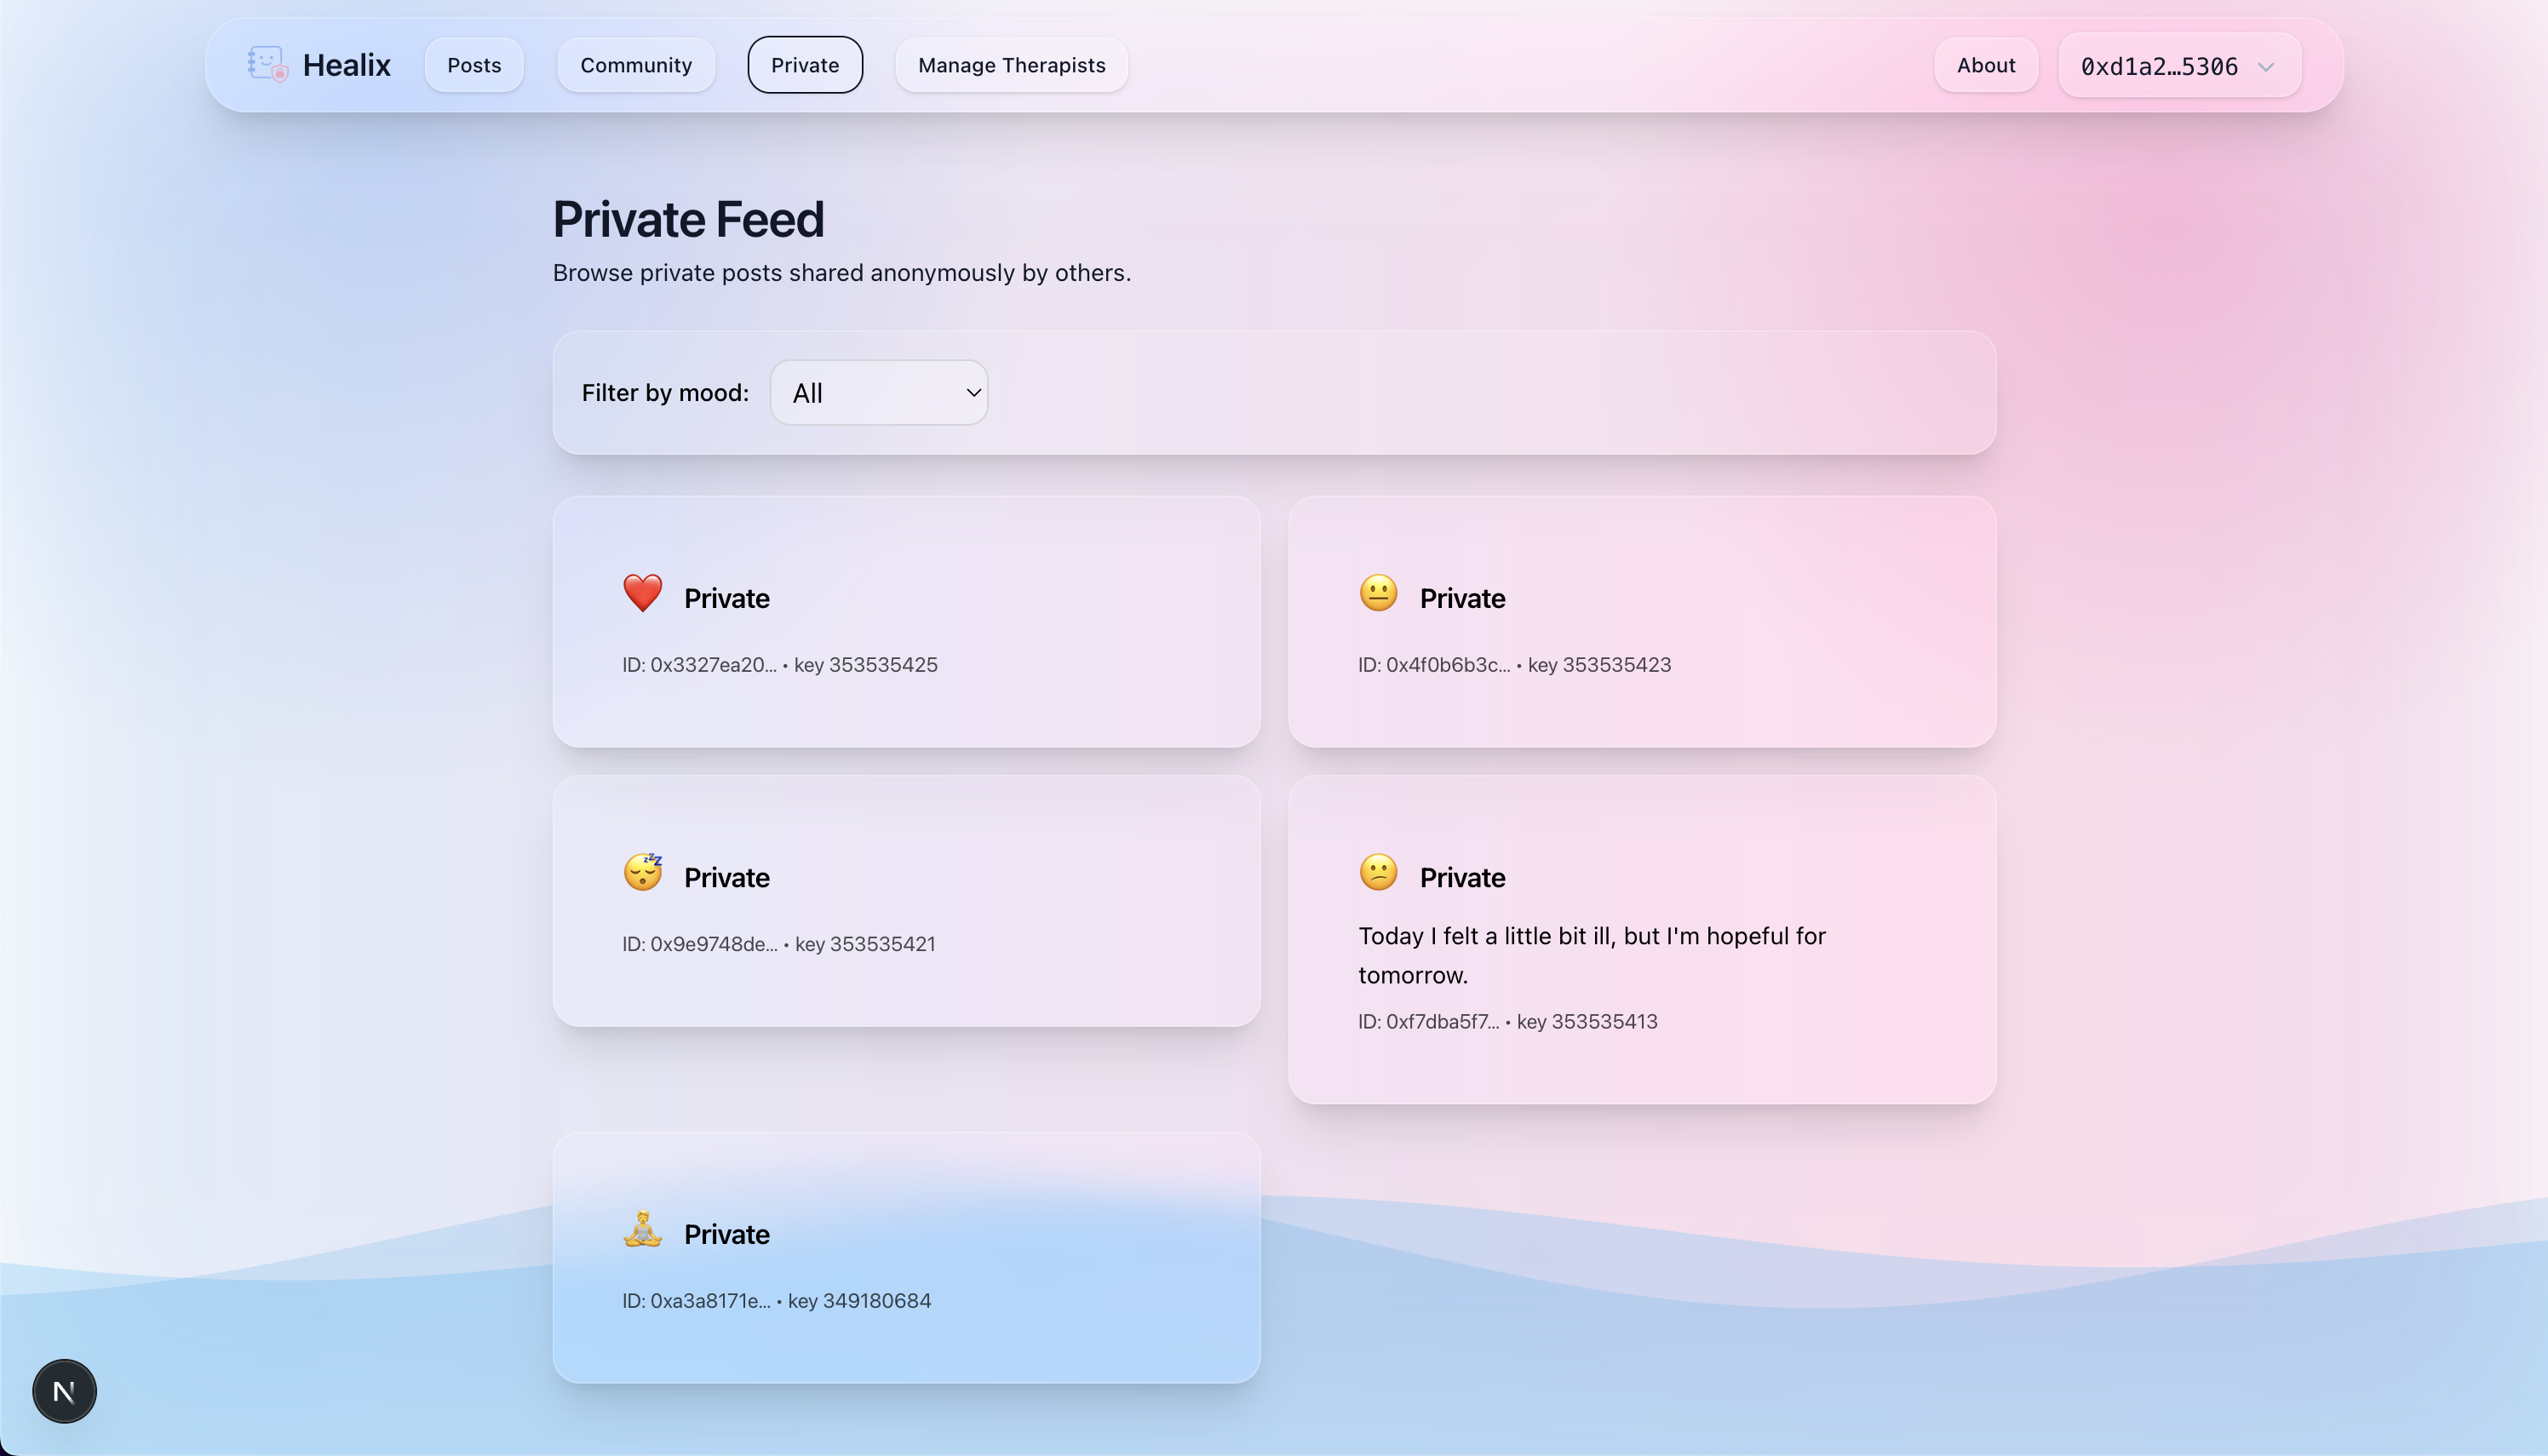 Healix
Posts
Community
Private
Manage Therapists
About
0xd1a2…5306
Private Feed
Browse private posts shared anonymously by others.
Filter by mood:
All
Private
ID: 0x3327ea20… • key 353535425
Private
ID: 0x4f0b6b3c… • key 353535423
Private
ID: 0x9e9748de… • key 353535421
Private
Today I felt a little bit ill, but I'm hopeful for
tomorrow.
ID: 0xf7dba5f7… • key 353535413
Private
ID: 0xa3a8171e… • key 349180684
N